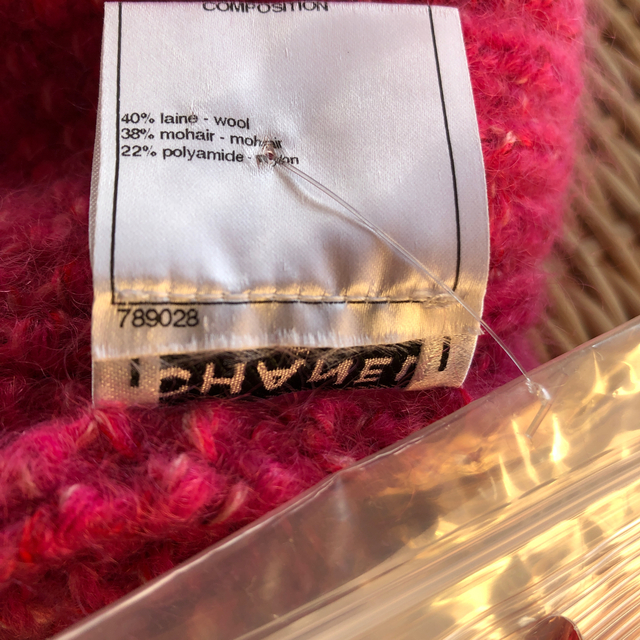 COMPOSITION
40% laine - wool
38% mohair - mohair
22% polyamide - nylon
789028
CHANEL